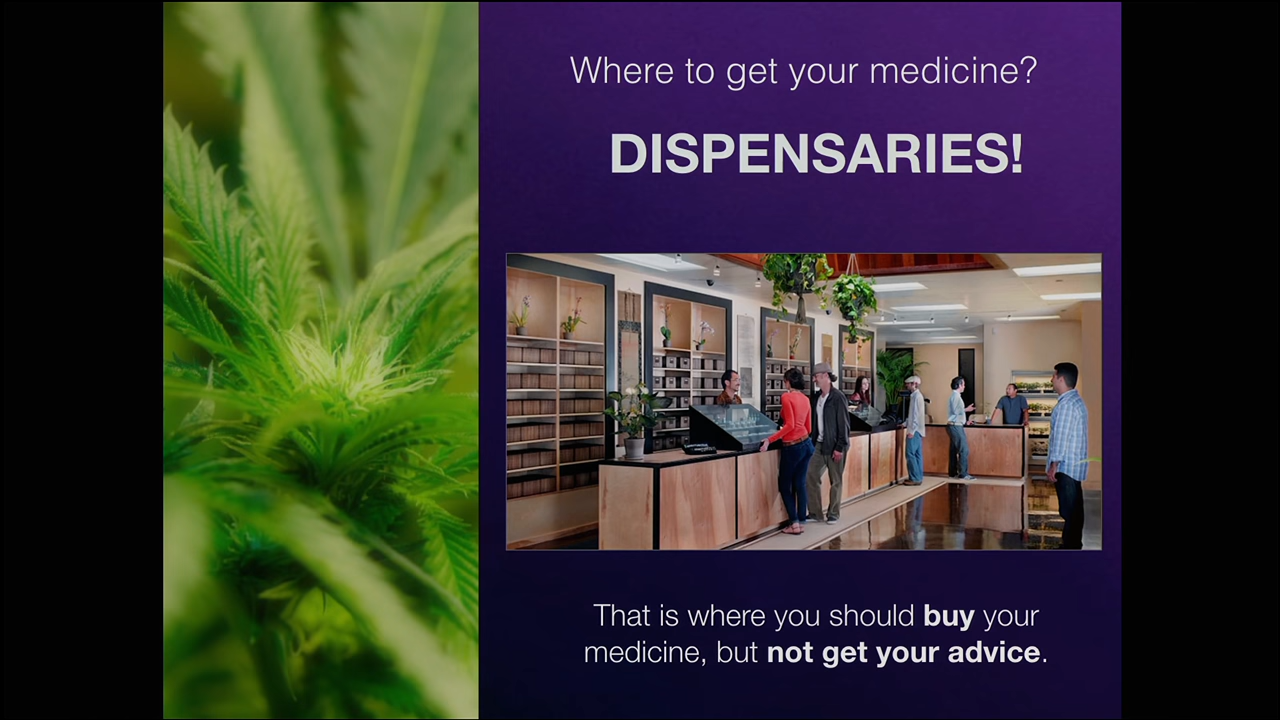 Where to get your medicine?
DISPENSARIES!
That is where you should buy your
medicine, but not get your advice.